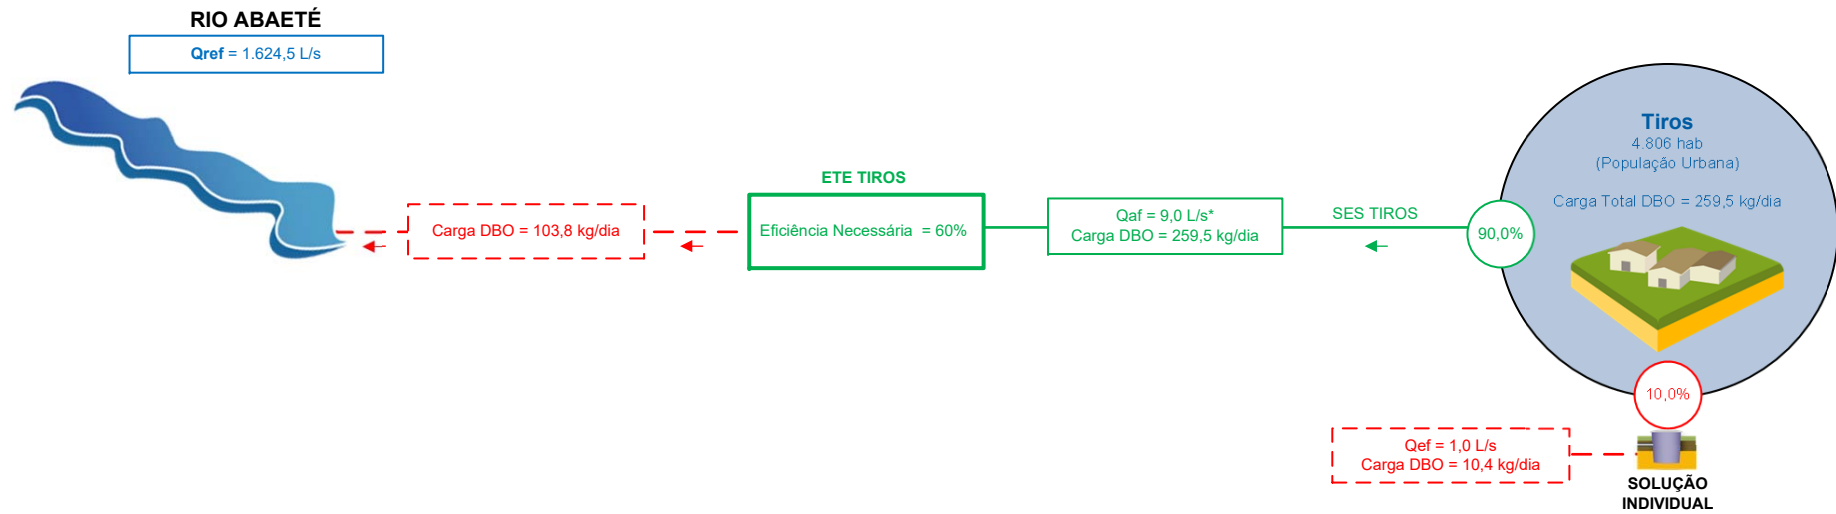 RIO ABAETÉ
Qref = 1.624,5 L/s
Carga DBO = 103,8 kg/dia
ETE TIROS
Eficiência Necessária = 60%
Qaf = 9,0 L/s*
Carga DBO = 259,5 kg/dia
SES TIROS
90,0%
Tiros
4.806 hab
(População Urbana)
Carga Total DBO = 259,5 kg/dia
10,0%
Qef = 1,0 L/s
Carga DBO = 10,4 kg/dia
SOLUÇÃO
INDIVIDUAL